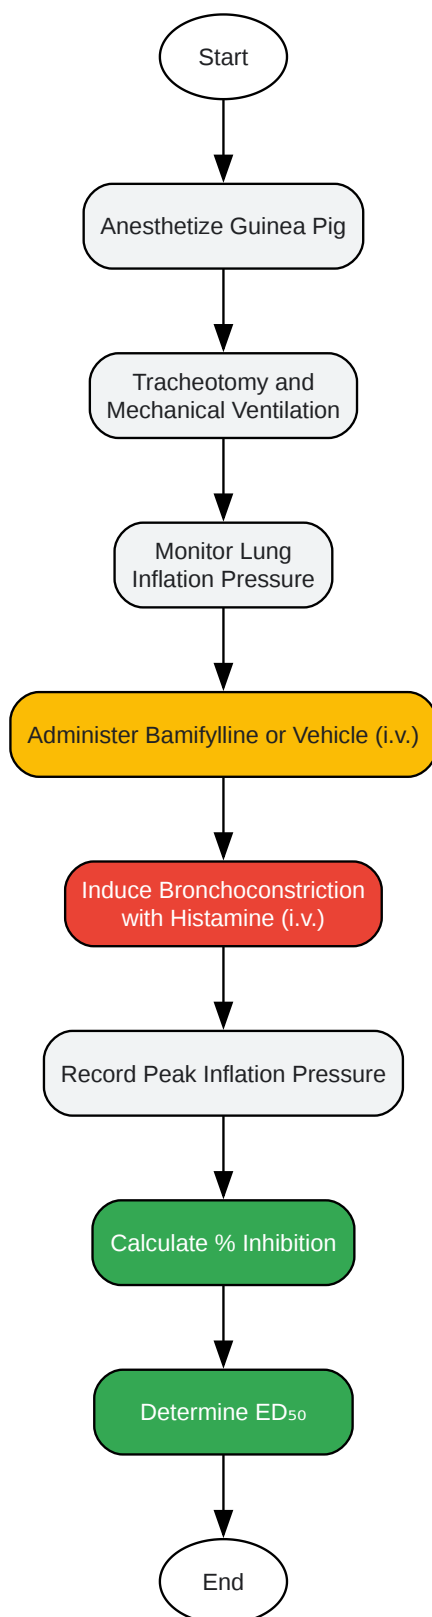 Start
Anesthetize Guinea Pig
Tracheotomy and
Mechanical Ventilation
Monitor Lung
Inflation Pressure
Administer Bamifylline or Vehicle (i.v.)
Induce Bronchoconstriction
with Histamine (i.v.)
Record Peak Inflation Pressure
Calculate % Inhibition
Determine ED₅₀
End